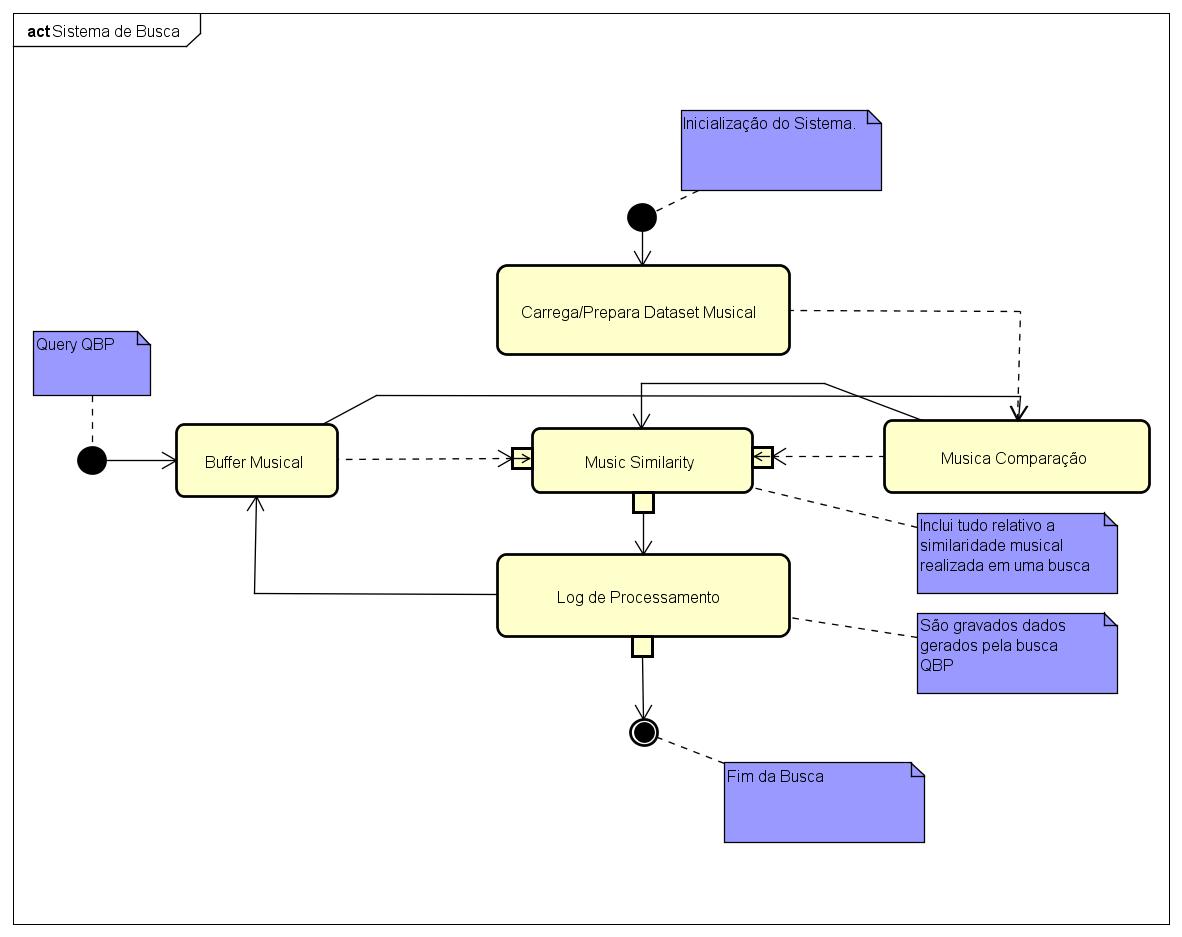 act Sistema de Busca
Inicialização do Sistema.
Carrega/Prepara Dataset Musical
Query QBP
Buffer Musical
Music Similarity
Musica Comparação
Inclui tudo relativo a
similaridade musical
realizada em uma busca
Log de Processamento
São gravados dados
gerados pela busca
QBP
Fim da Busca